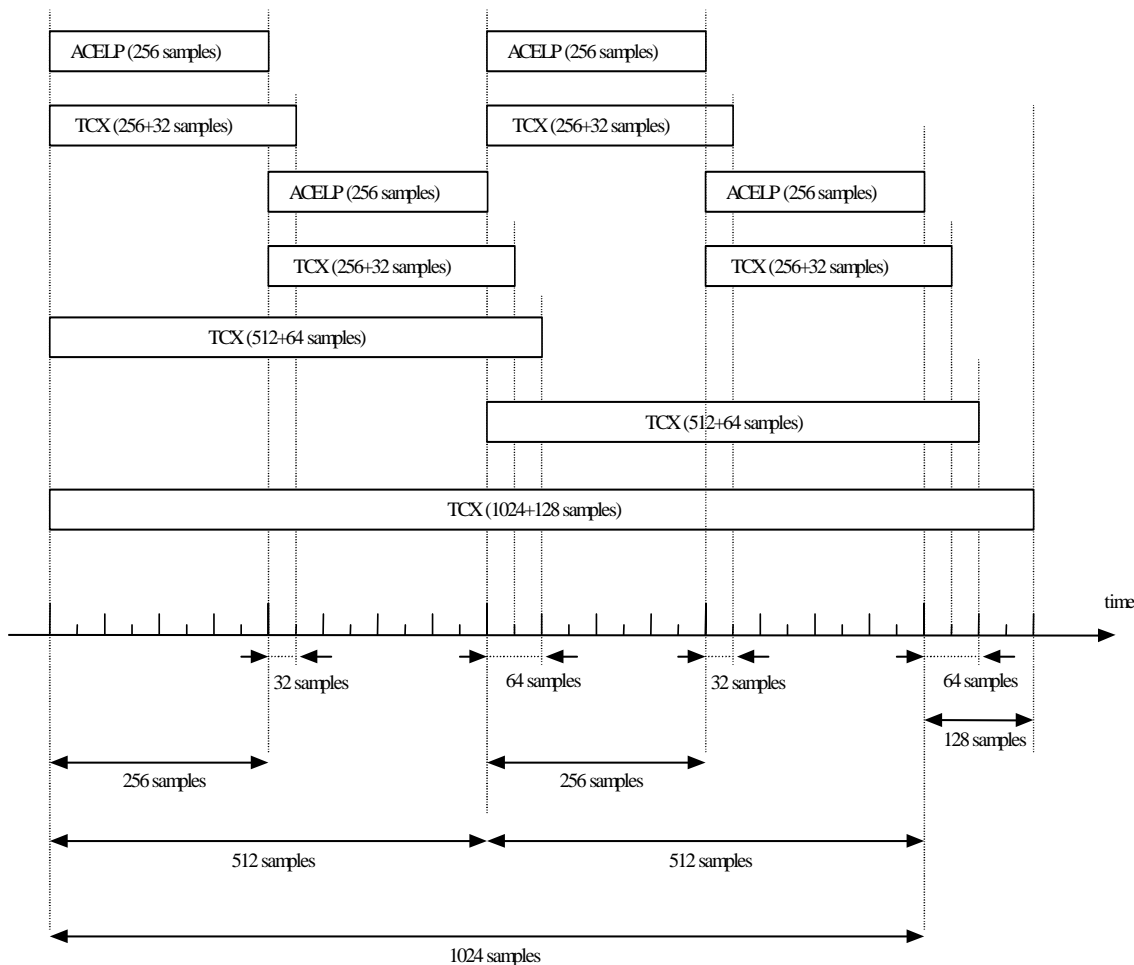 ACELP (256 samples)
ACELP (256 samples)
TCX (256+32 samples)
TCX (256+32 samples)
ACELP (256 samples)
ACELP (256 samples)
TCX (256+32 samples)
TCX (256+32 samples)
TCX (512+64 samples)
TCX (512+64 samples)
TCX (1024+128 samples)
time
32 samples
64 samples
32 samples
64 samples
128 samples
256 samples
256 samples
512 samples
512 samples
1024 samples